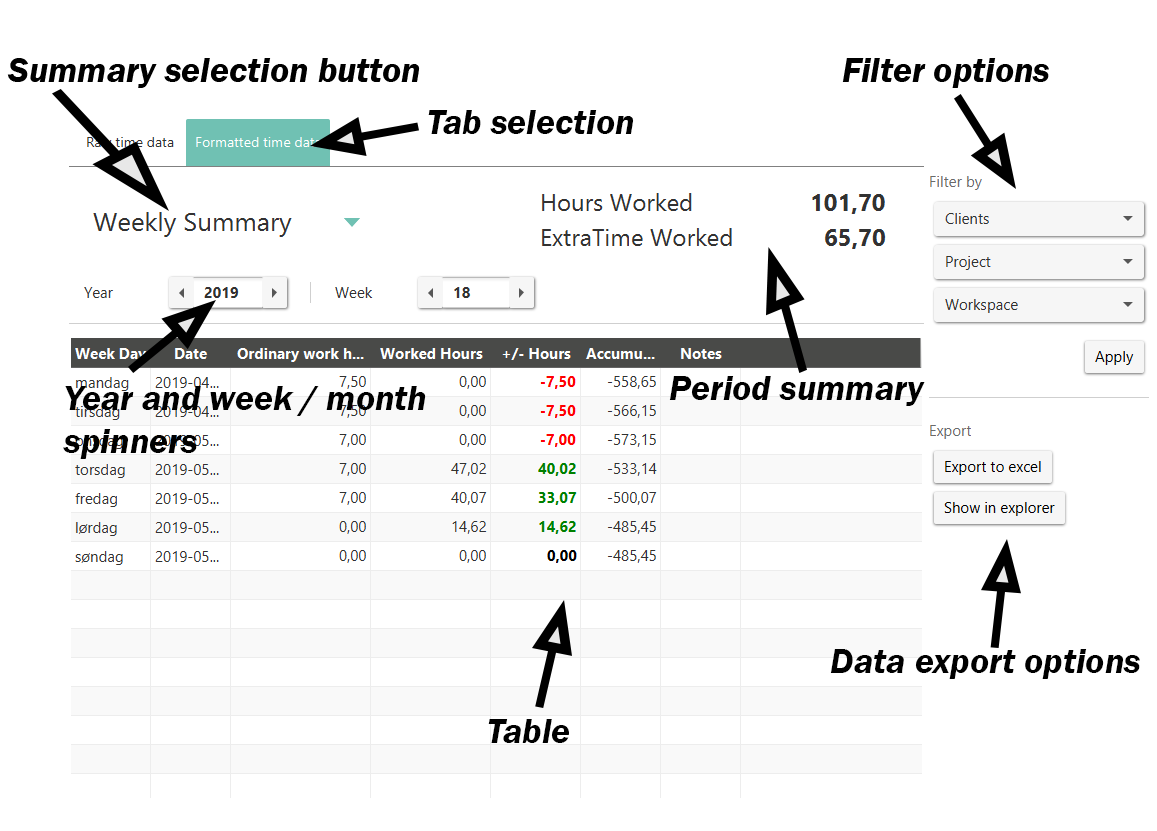 Summary selection button
Filter options
Tab selection
Raw time data Formatted time data
Filter by
Weekly Summary
Hours Worked 101,70
ExtraTime Worked 65,70
Clients
Project
Workspace
Apply
Year 2019 Week 18
Week Day Date Ordinary work h... Worked Hours +/- Hours Accumu... Notes
mandag 2019-04... 7,50 0,00 -7,50 -558,65
tirsdag 2019-04... 7,50 0,00 -7,50 -566,15
onsdag 2019-05... 7,00 0,00 -7,00 -573,15
torsdag 2019-05... 7,00 47,02 40,02 -533,14
fredag 2019-05... 7,00 40,07 33,07 -500,07
lørdag 2019-05... 0,00 14,62 14,62 -485,45
søndag 2019-05... 0,00 0,00 0,00 -485,45
Year and week / month
spinners
Period summary
Export
Export to excel
Show in explorer
Data export options
Table